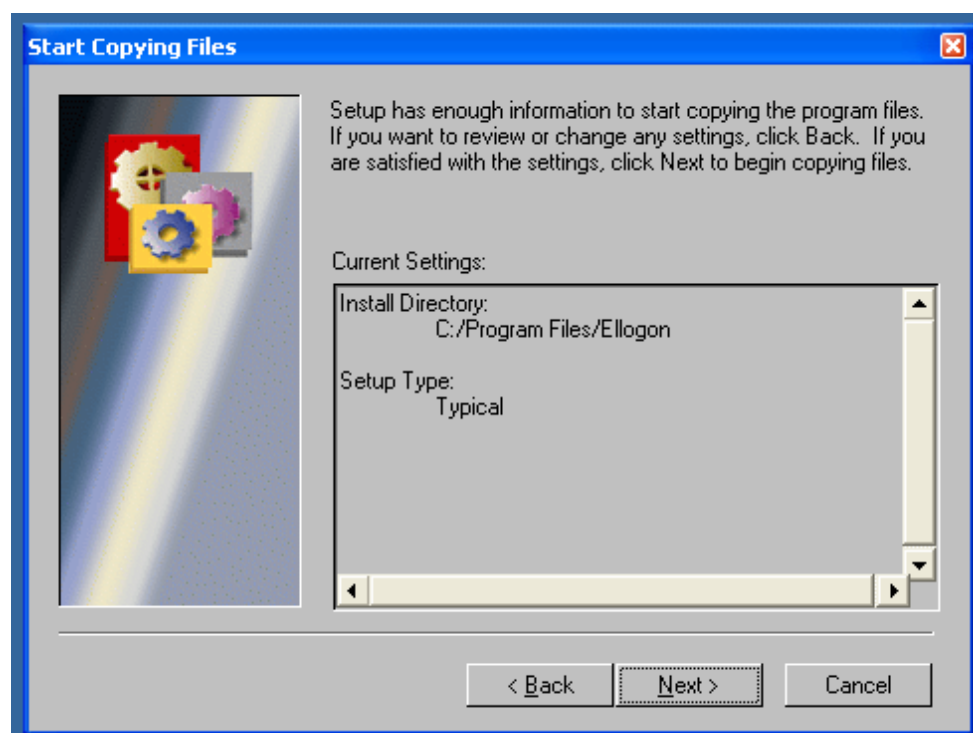 Start Copying Files
Setup has enough information to start copying the program files.
If you want to review or change any settings, click Back. If you
are satisfied with the settings, click Next to begin copying files.
Current Settings:
Install Directory:
C:/Program Files/Ellogon
Setup Type:
Typical
< Back
Next >
Cancel